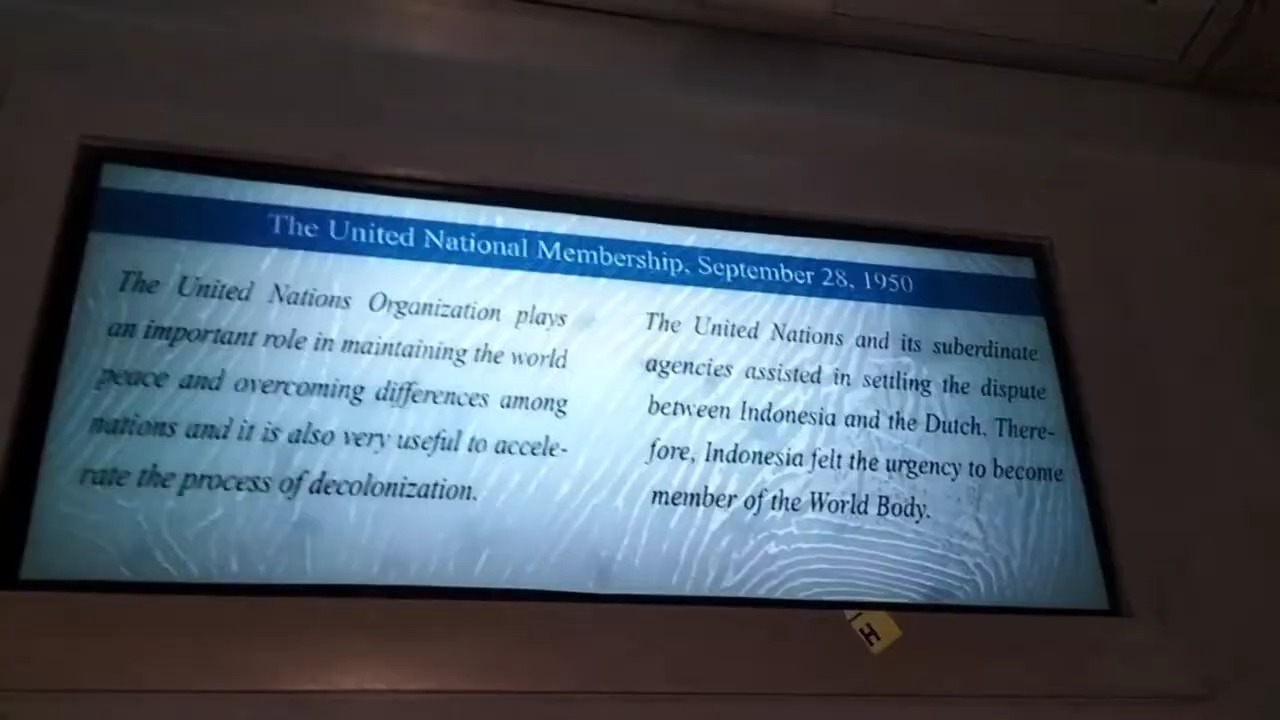 The United National Membership, September 28, 1950
The United Nations Organization plays
an important role in maintaining the world
peace and overcoming differences among
nations and it is also very useful to accele-
rate the process of decolonization.
The United Nations and its suberdinate
agencies assisted in settling the dispute
between Indonesia and the Dutch. There-
fore, Indonesia felt the urgency to become
member of the World Body.
H